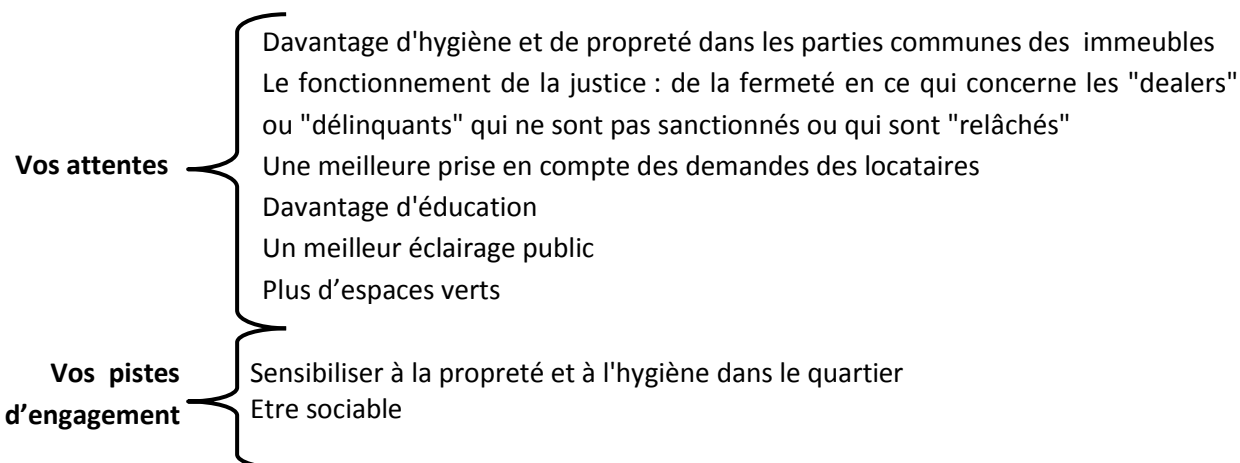 Davantage d'hygiène et de propreté dans les parties communes des immeubles
Le fonctionnement de la justice : de la fermeté en ce qui concerne les "dealers"
ou "délinquants" qui ne sont pas sanctionnés ou qui sont "relâchés"
Vos attentes
Une meilleure prise en compte des demandes des locataires
Davantage d'éducation
Un meilleur éclairage public
Plus d’espaces verts
Vos pistes
d’engagement
Sensibiliser à la propreté et à l'hygiène dans le quartier
Etre sociable